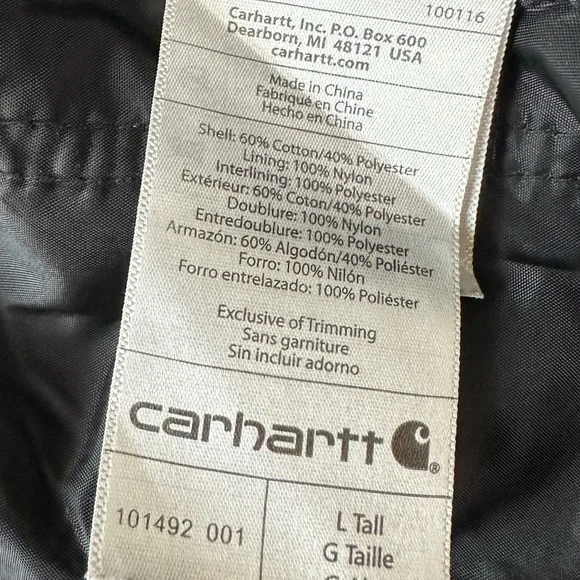 100116
Carhartt, Inc. P.O. Box 600
Dearborn, MI 48121 USA
carhartt.com
Made in China
Fabriqué en Chine
Hecho en China
Shell: 60% Cotton/40% Polyester
Lining: 100% Nylon
Interlining: 100% Polyester
Extérieur: 60% Coton/40% Polyester
Doublure: 100% Nylon
Entredoublure: 100% Polyester
Armazón: 60% Algodón/40% Poliéster
Forro: 100% Nilón
Forro entrelazado: 100% Poliéster
Exclusive of Trimming
Sans garniture
Sin incluir adorno
carhartt
101492 001
L Tall
G Taille